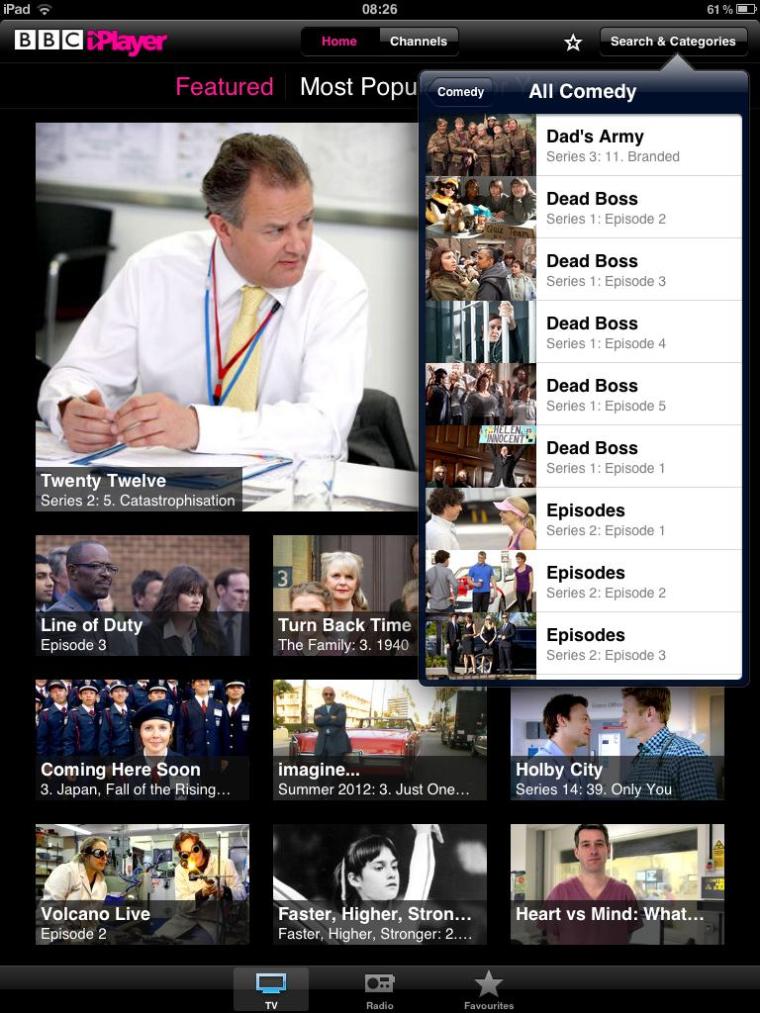 iPad
08:26
61%
BBC iPlayer
Home
Channels
Search & Categories
Featured
Most Popu
Comedy
All Comedy
Dad's Army
Series 3: 11. Branded
Dead Boss
Series 1: Episode 2
Dead Boss
Series 1: Episode 3
Dead Boss
Series 1: Episode 4
Dead Boss
Series 1: Episode 5
HELEN
INNOCENT
Dead Boss
Series 1: Episode 1
Episodes
Series 2: Episode 1
Episodes
Series 2: Episode 2
Episodes
Series 2: Episode 3
Twenty Twelve
Series 2: 5. Catastrophisation
Line of Duty
Episode 3
3
Turn Back Time
The Family: 3. 1940
Coming Here Soon
3. Japan, Fall of the Rising...
imagine...
Summer 2012: 3. Just One...
Holby City
Series 14: 39. Only You
Volcano Live
Episode 2
Faster, Higher, Stron...
Faster, Higher, Stronger: 2....
Heart vs Mind: What...
TV
Radio
Favourites